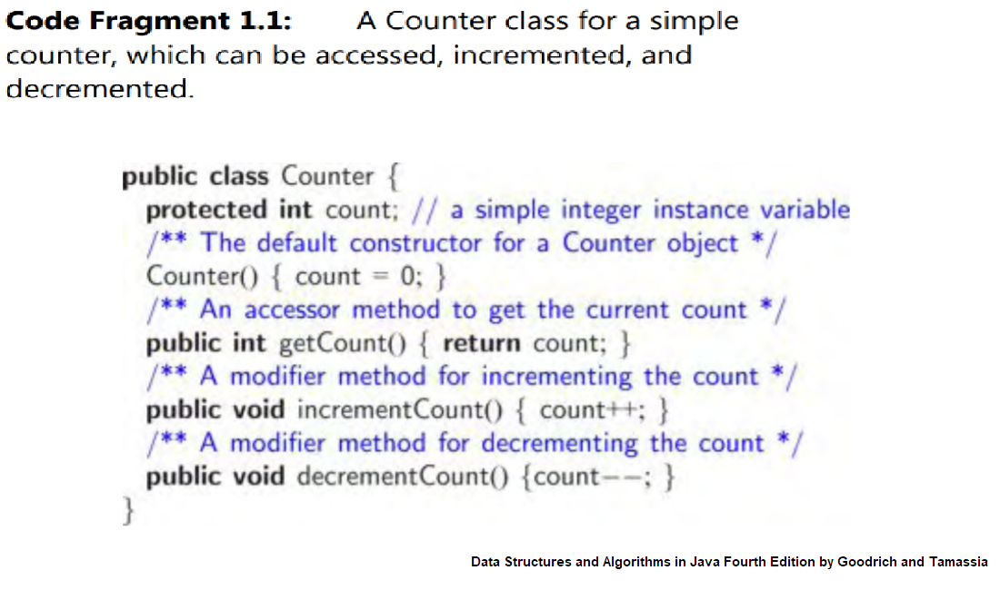 Code Fragment 1.1: A Counter class for a simple
counter, which can be accessed, incremented, and
decremented.
public class Counter {
protected int count; // a simple integer instance variable
/** The default constructor for a Counter object */
Counter() { count = 0; }
/** An accessor method to get the current count */
public int getCount() { return count; }
/** A modifier method for incrementing the count */
public void incrementCount() { count++; }
/** A modifier method for decrementing the count */
public void decrementCount() {count--; }
}
Data Structures and Algorithms in Java Fourth Edition by Goodrich and Tamassia